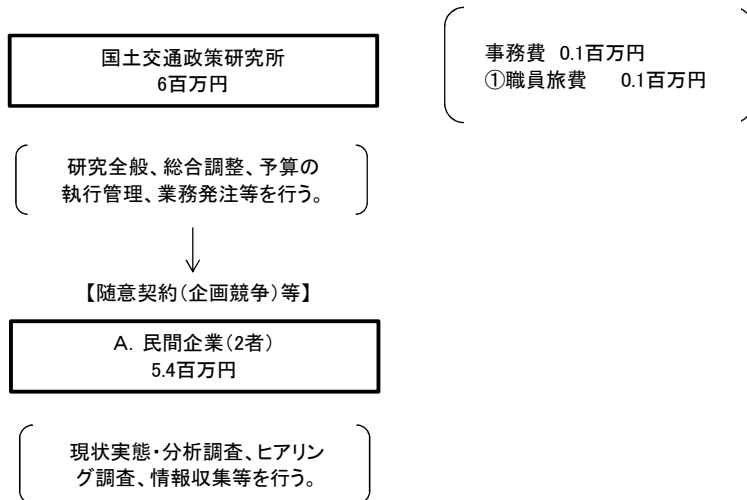 国土交通政策研究所
6百万円
事務費 0.1百万円
①職員旅費 0.1百万円
研究全般、総合調整、予算の
執行管理、業務発注等を行う。
【随意契約(企画競争)等】
A. 民間企業(2者)
5.4百万円
現状実態・分析調査、ヒアリン
グ調査、情報収集等を行う。